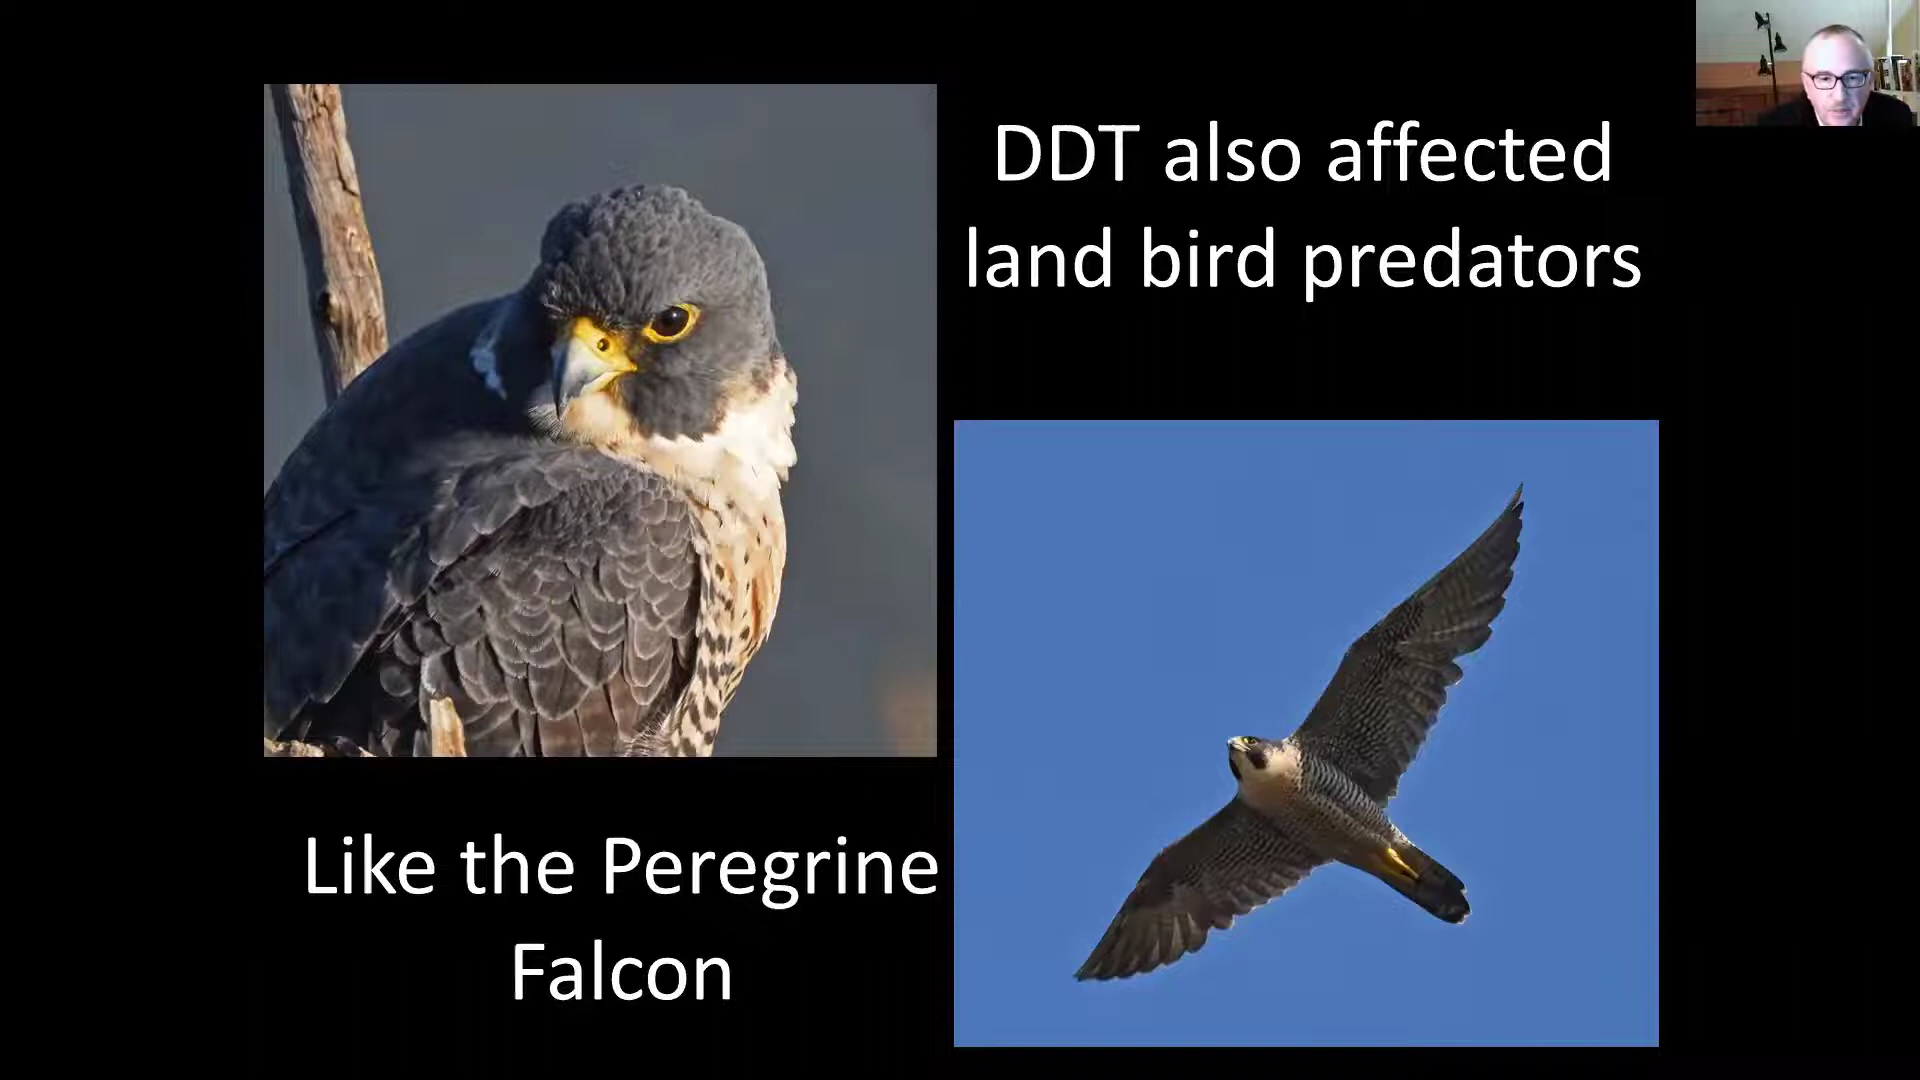 DDT also affected
land bird predators
Like the Peregrine
Falcon